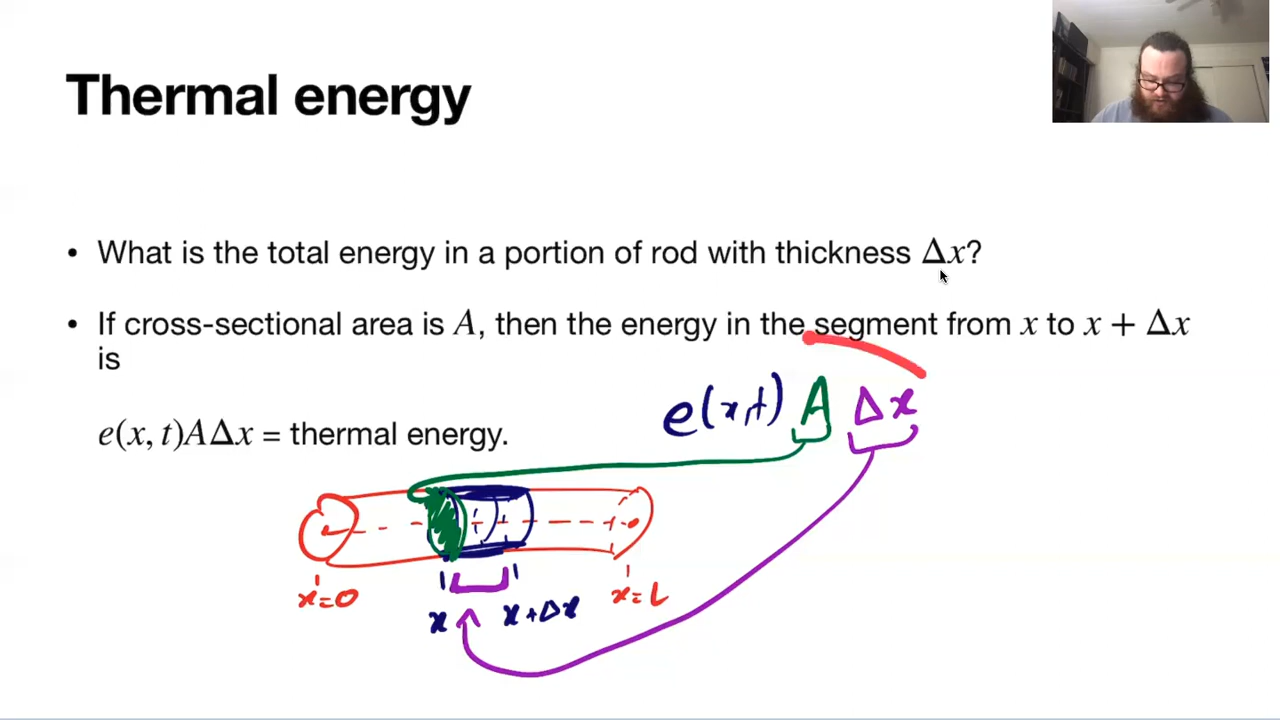 Thermal energy
• What is the total energy in a portion of rod with thickness Δx?
• If cross-sectional area is A, then the energy in the segment from x to x + Δx
is
e(x,t) A Δx
e(x, t)AΔx = thermal energy.
x=0
x
x+Δx
x=L